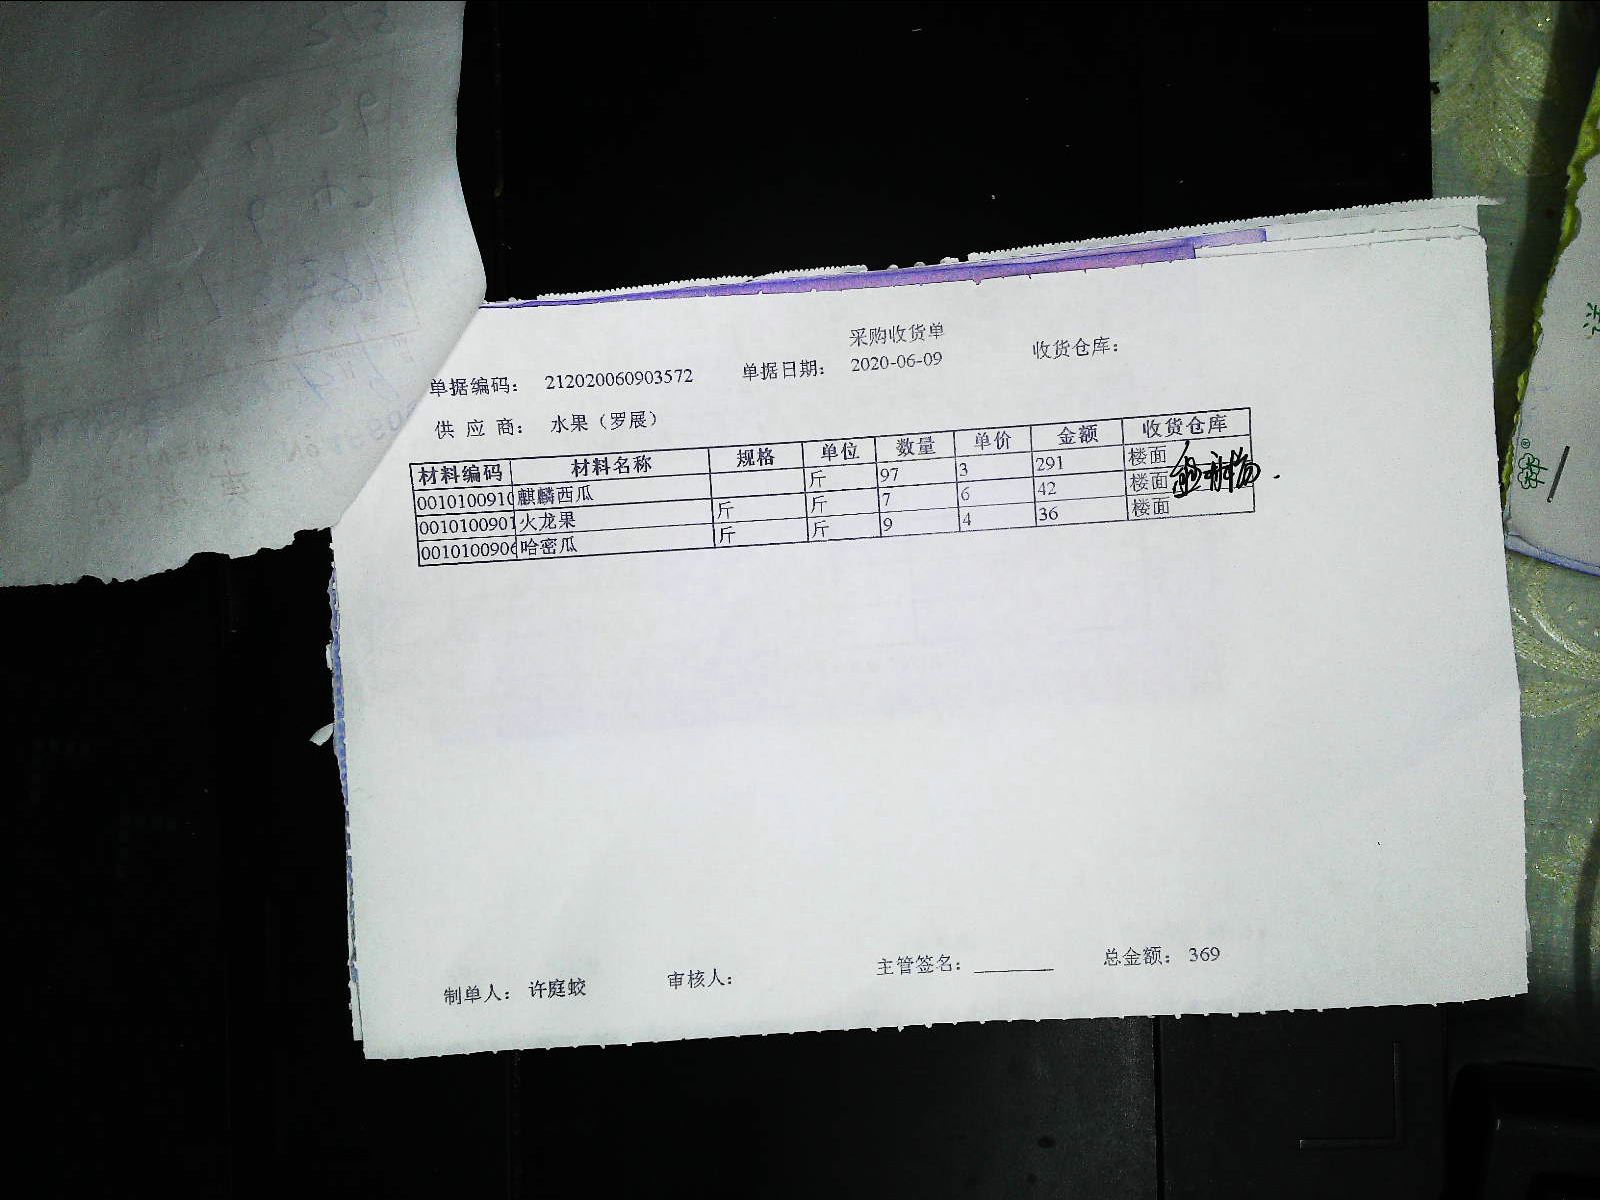 采购收货单
单据编码： 212020060903572 单据日期： 2020-06-09 收货仓库：
供 应 商： 水果（罗展）
材料编码 材料名称 规格 单位 数量 单价 金额 收货仓库
0010100910 麒麟西瓜 斤 97 3 291 楼面
0010100901 火龙果 斤 斤 7 6 42 楼面
0010100906 哈密瓜 斤 斤 9 4 36 楼面
制单人： 许庭蛟 审核人： 主管签名： ________ 总金额： 369